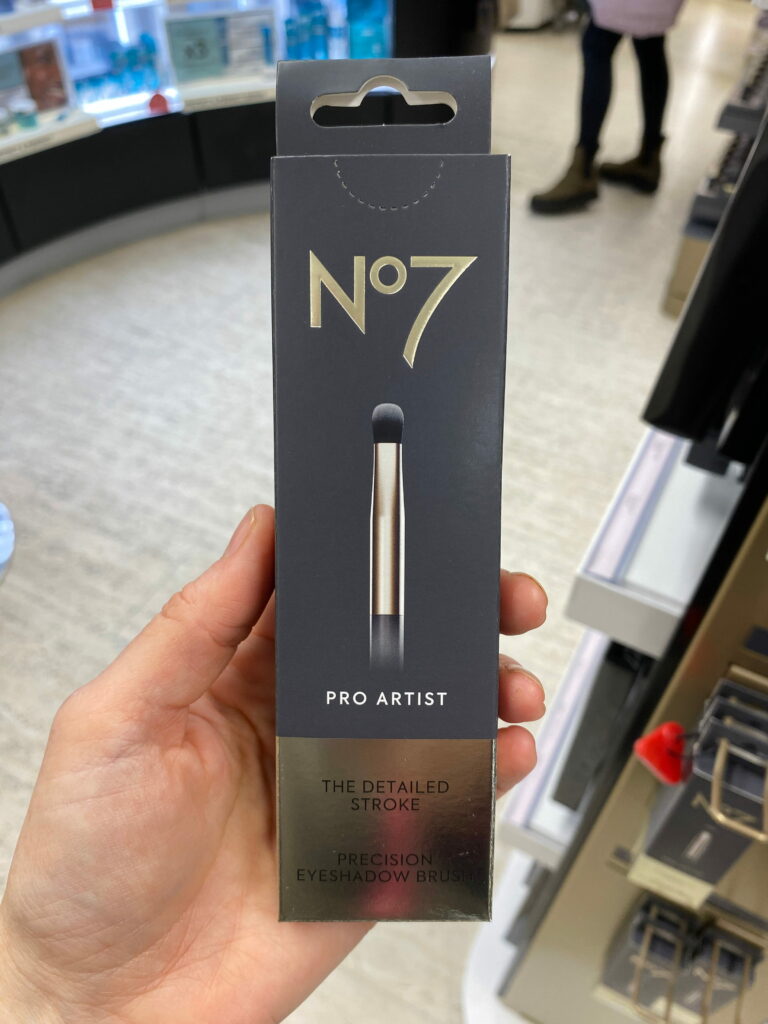 Nº7
PRO ARTIST
THE DETAILED
STROKE
PRECISION
EYESHADOW BRUSH